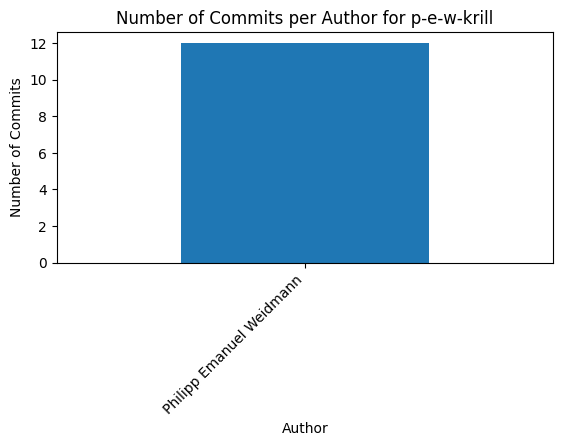 Number of Commits per Author for p-e-w-krill
12
10
8
6
4
2
0
Number of Commits
Philipp Emanuel Weidmann
Author